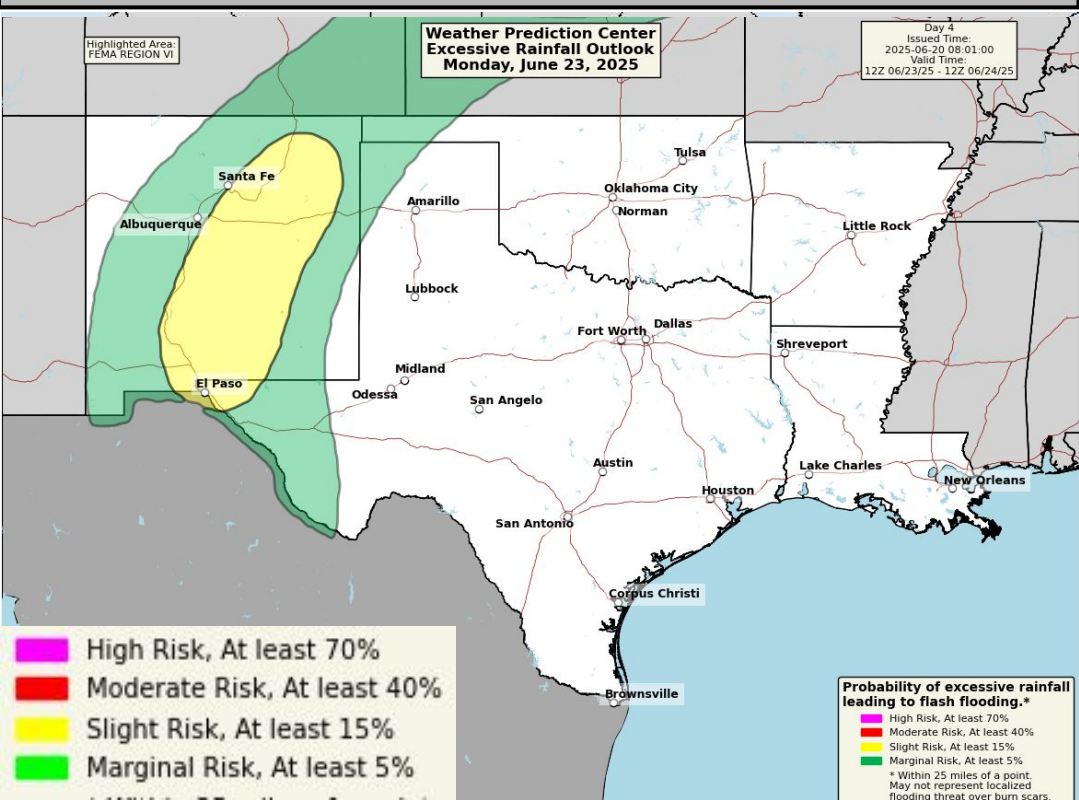 Highlighted Area:
FEMA REGION VI
Weather Prediction Center
Excessive Rainfall Outlook
Monday, June 23, 2025
Day 4
Issued Time:
2025-06-20 08:01:00
Valid Time:
12Z 06/23/25 - 12Z 06/24/25
Santa Fe
Albuquerque
Amarillo
Tulsa
Oklahoma City
Norman
Little Rock
Lubbock
Fort Worth
Dallas
Shreveport
El Paso
Midland
Odessa
San Angelo
Austin
Houston
Lake Charles
New Orleans
San Antonio
Corpus Christi
Brownsville
High Risk, At least 70%
Moderate Risk, At least 40%
Slight Risk, At least 15%
Marginal Risk, At least 5%
Probability of excessive rainfall
leading to flash flooding.*
High Risk, At least 70%
Moderate Risk, At least 40%
Slight Risk, At least 15%
Marginal Risk, At least 5%
* Within 25 miles of a point.
May not represent localized
flooding threat over burn scars.